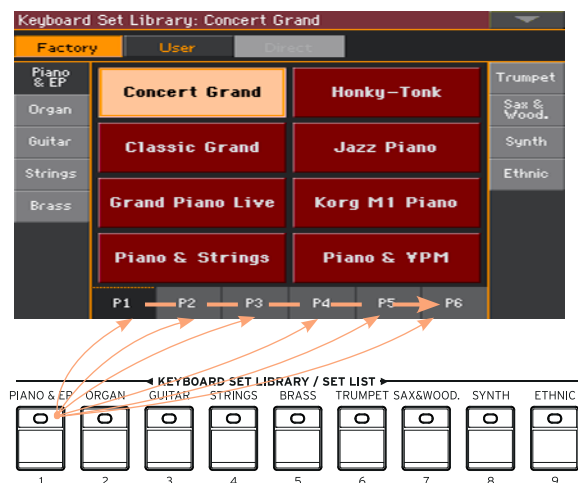 Keyboard Set Library: Concert Grand
Factory User Direct
Piano & EP
Organ
Guitar
Strings
Brass
Concert Grand Honky-Tonk
Classic Grand Jazz Piano
Grand Piano Live Korg M1 Piano
Piano & Strings Piano & ¥PM
Trumpet
Sax & Wood.
Synth
Ethnic
P1 P2 P3 P4 P5 P6
KEYBOARD SET LIBRARY / SET LIST
PIANO & EP ORGAN GUITAR STRINGS BRASS TRUMPET SAX&WOOD. SYNTH ETHNIC
1 2 3 4 5 6 7 8 9